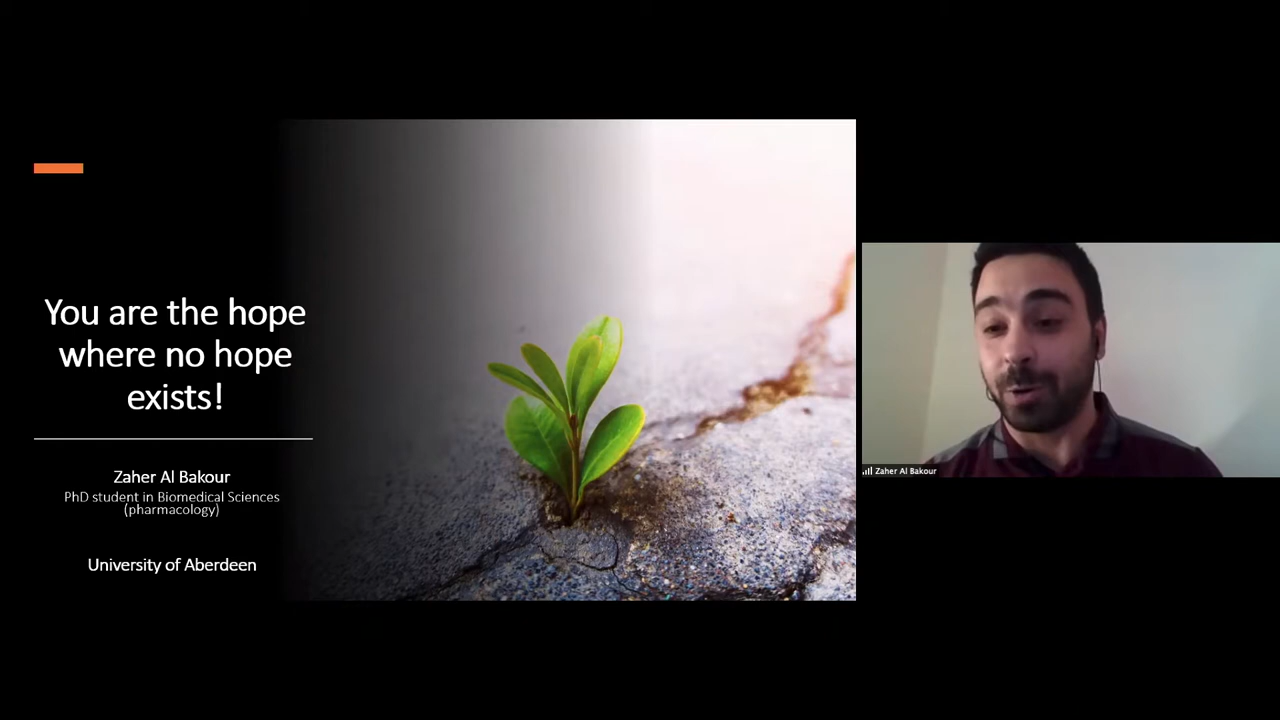 You are the hope
where no hope
exists!
Zaher Al Bakour
PhD student in Biomedical Sciences
(pharmacology)
University of Aberdeen
Zaher Al Bakour